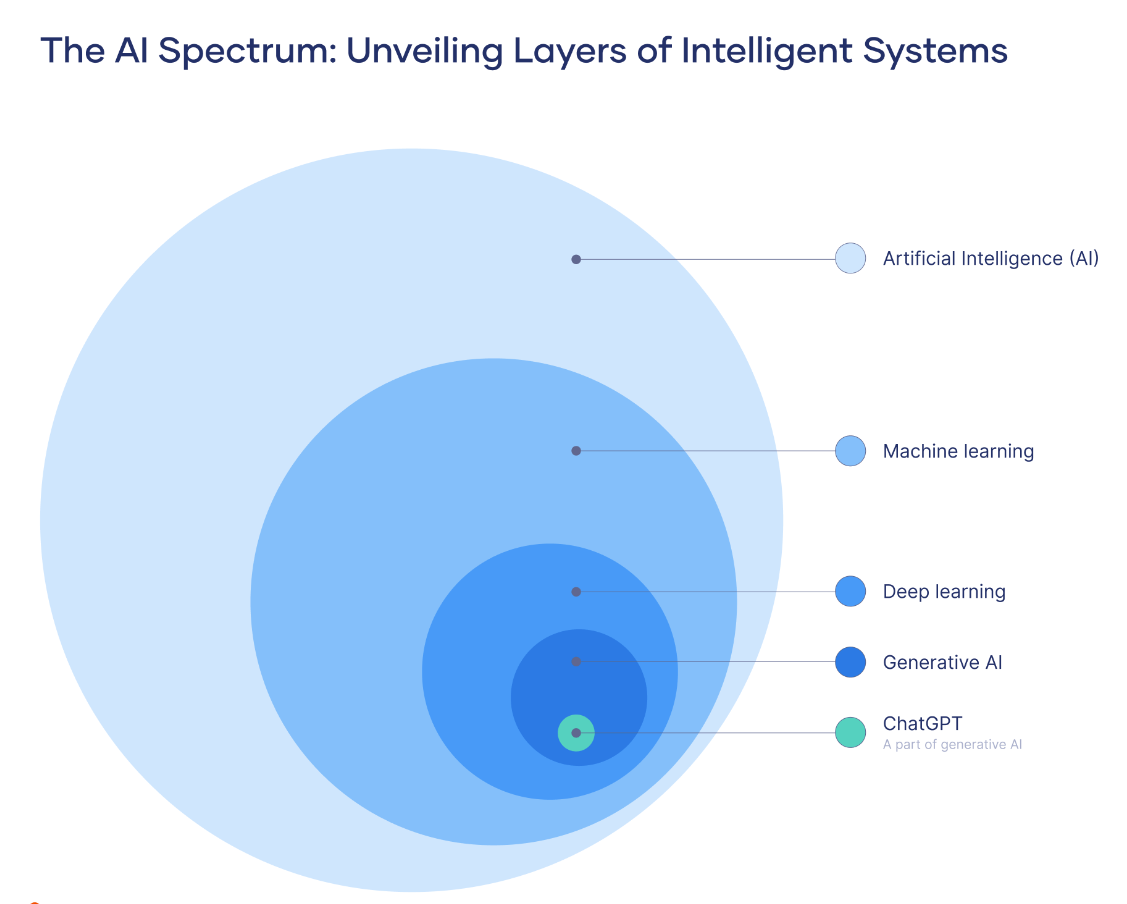 The AI Spectrum: Unveiling Layers of Intelligent Systems
Artificial Intelligence (AI)
Machine learning
Deep learning
Generative AI
ChatGPT
A part of generative AI